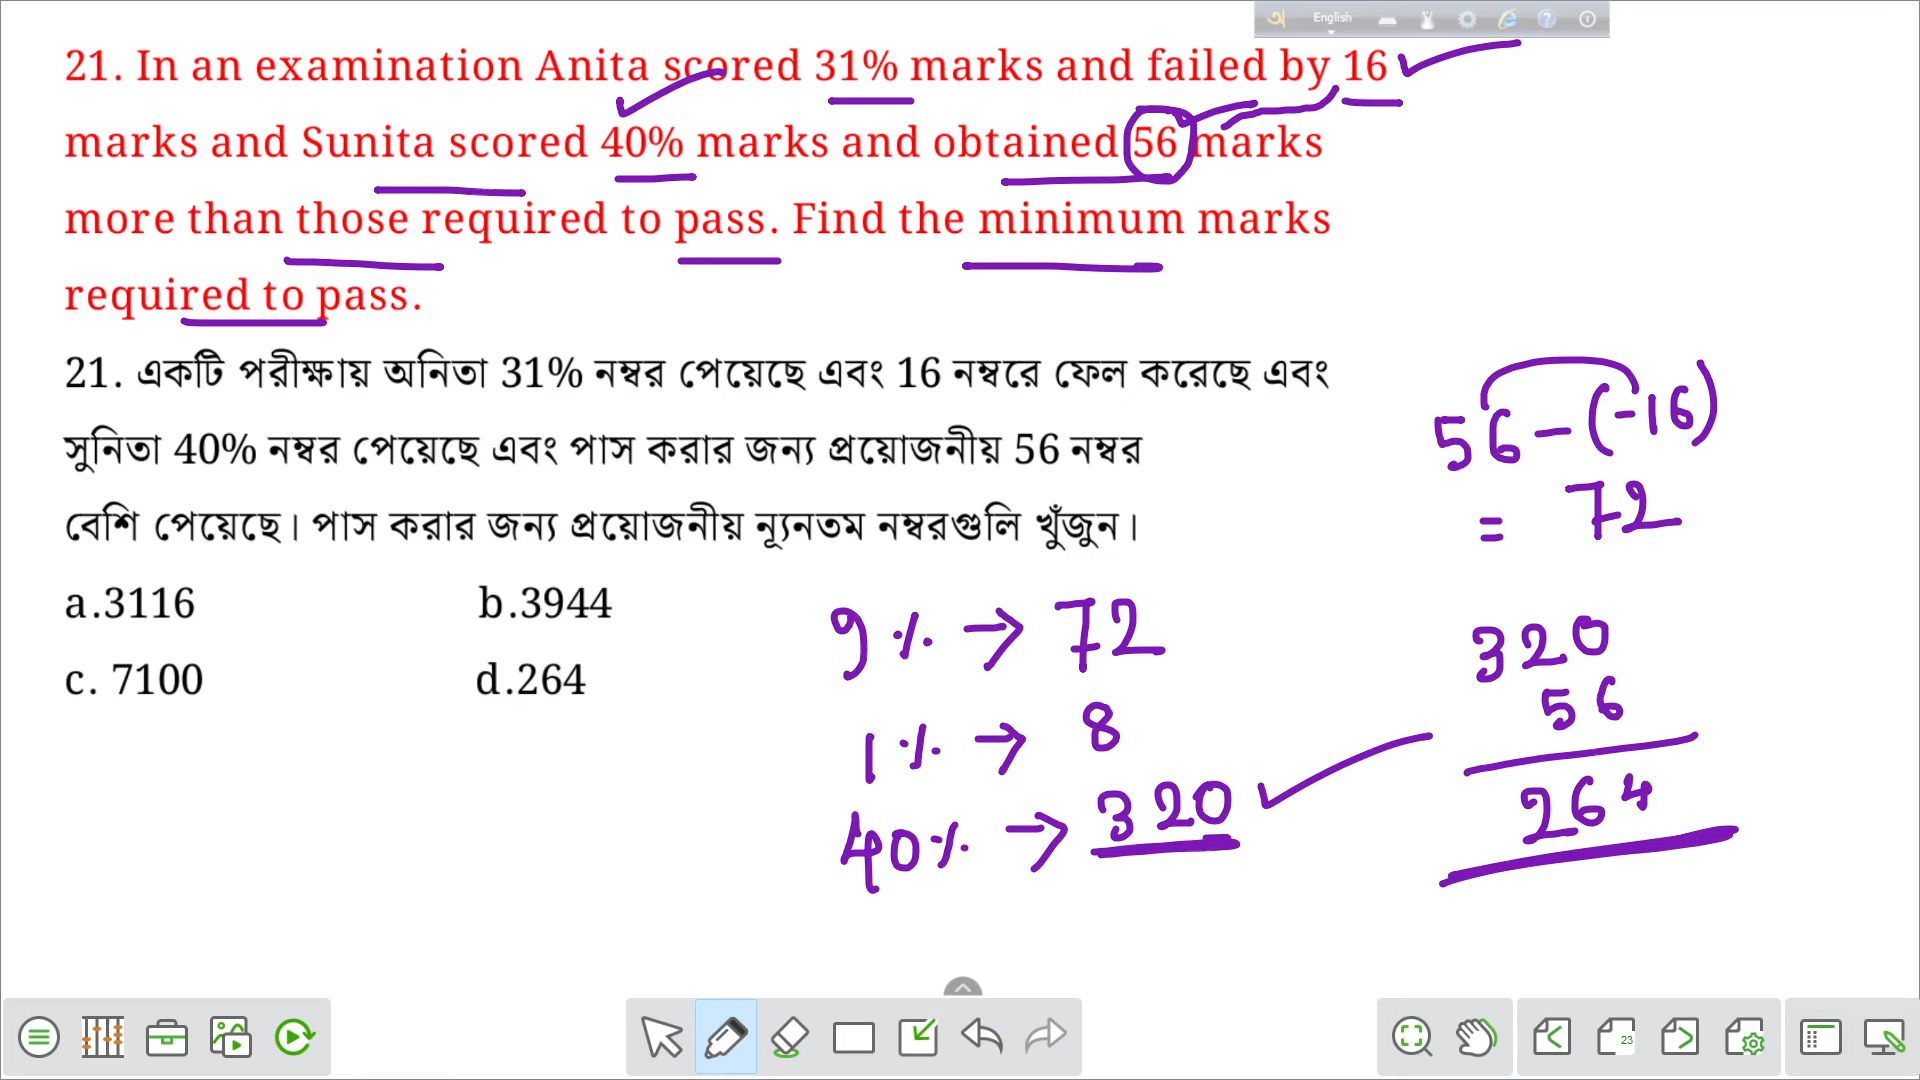 English
21. In an examination Anita scored 31% marks and failed by 16
marks and Sunita scored 40% marks and obtained 56 marks
more than those required to pass. Find the minimum marks
required to pass.
21. একটি পরীক্ষায় অনিতা 31% নম্বর পেয়েছে এবং 16 নম্বরে ফেল করেছে এবং
সুনিতা 40% নম্বর পেয়েছে এবং পাস করার জন্য প্রয়োজনীয় 56 নম্বর
বেশি পেয়েছে। পাস করার জন্য প্রয়োজনীয় ন্যূনতম নম্বরগুলি খুঁজুন।
a.3116 b.3944
c. 7100 d.264
56-(-16)
= 72
9% → 72
1% → 8
40% → 320
320
56
264
23